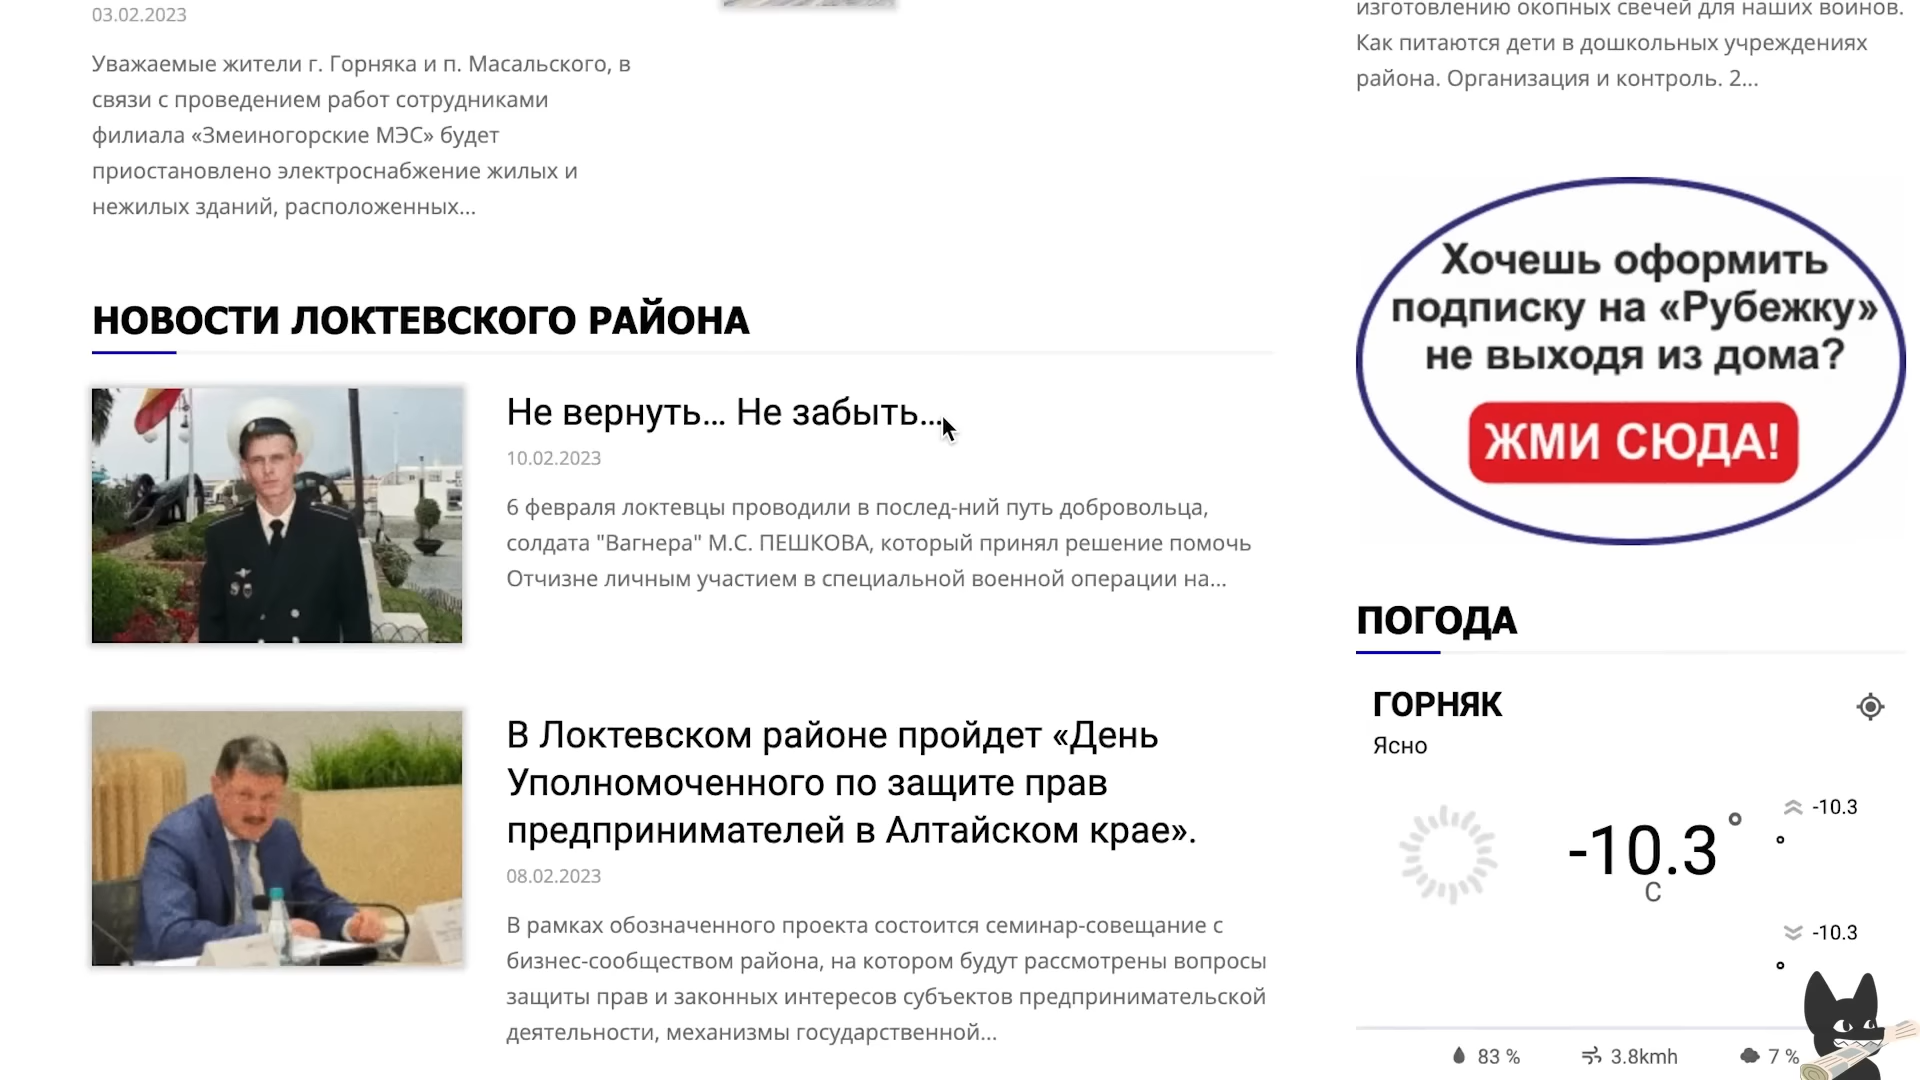 03.02.2023
Уважаемые жители г. Горняка и п. Масальского, в
связи с проведением работ сотрудниками
филиала «Змеиногорские МЭС» будет
приостановлено электроснабжение жилых и
нежилых зданий, расположенных...
НОВОСТИ ЛОКТЕВСКОГО РАЙОНА
Не вернуть... Не забыть...
10.02.2023
6 февраля локтевцы проводили в послед-ний путь добровольца,
солдата "Вагнера" М.С. ПЕШКОВА, который принял решение помочь
Отчизне личным участием в специальной военной операции на...
В Локтевском районе пройдет «День
Уполномоченного по защите прав
предпринимателей в Алтайском крае».
08.02.2023
В рамках обозначенного проекта состоится семинар-совещание с
бизнес-сообществом района, на котором будут рассмотрены вопросы
защиты прав и законных интересов субъектов предпринимательской
деятельности, механизмы государственной...
изготовлению окопных свечей для наших воинов.
Как питаются дети в дошкольных учреждениях
района. Организация и контроль. 2...
Хочешь оформить
подписку на «Рубежку»
не выходя из дома?
ЖМИ СЮДА!
ПОГОДА
ГОРНЯК
Ясно
-10.3°
C
-10.3
°
-10.3
°
83 %
3.8kmh
7 %